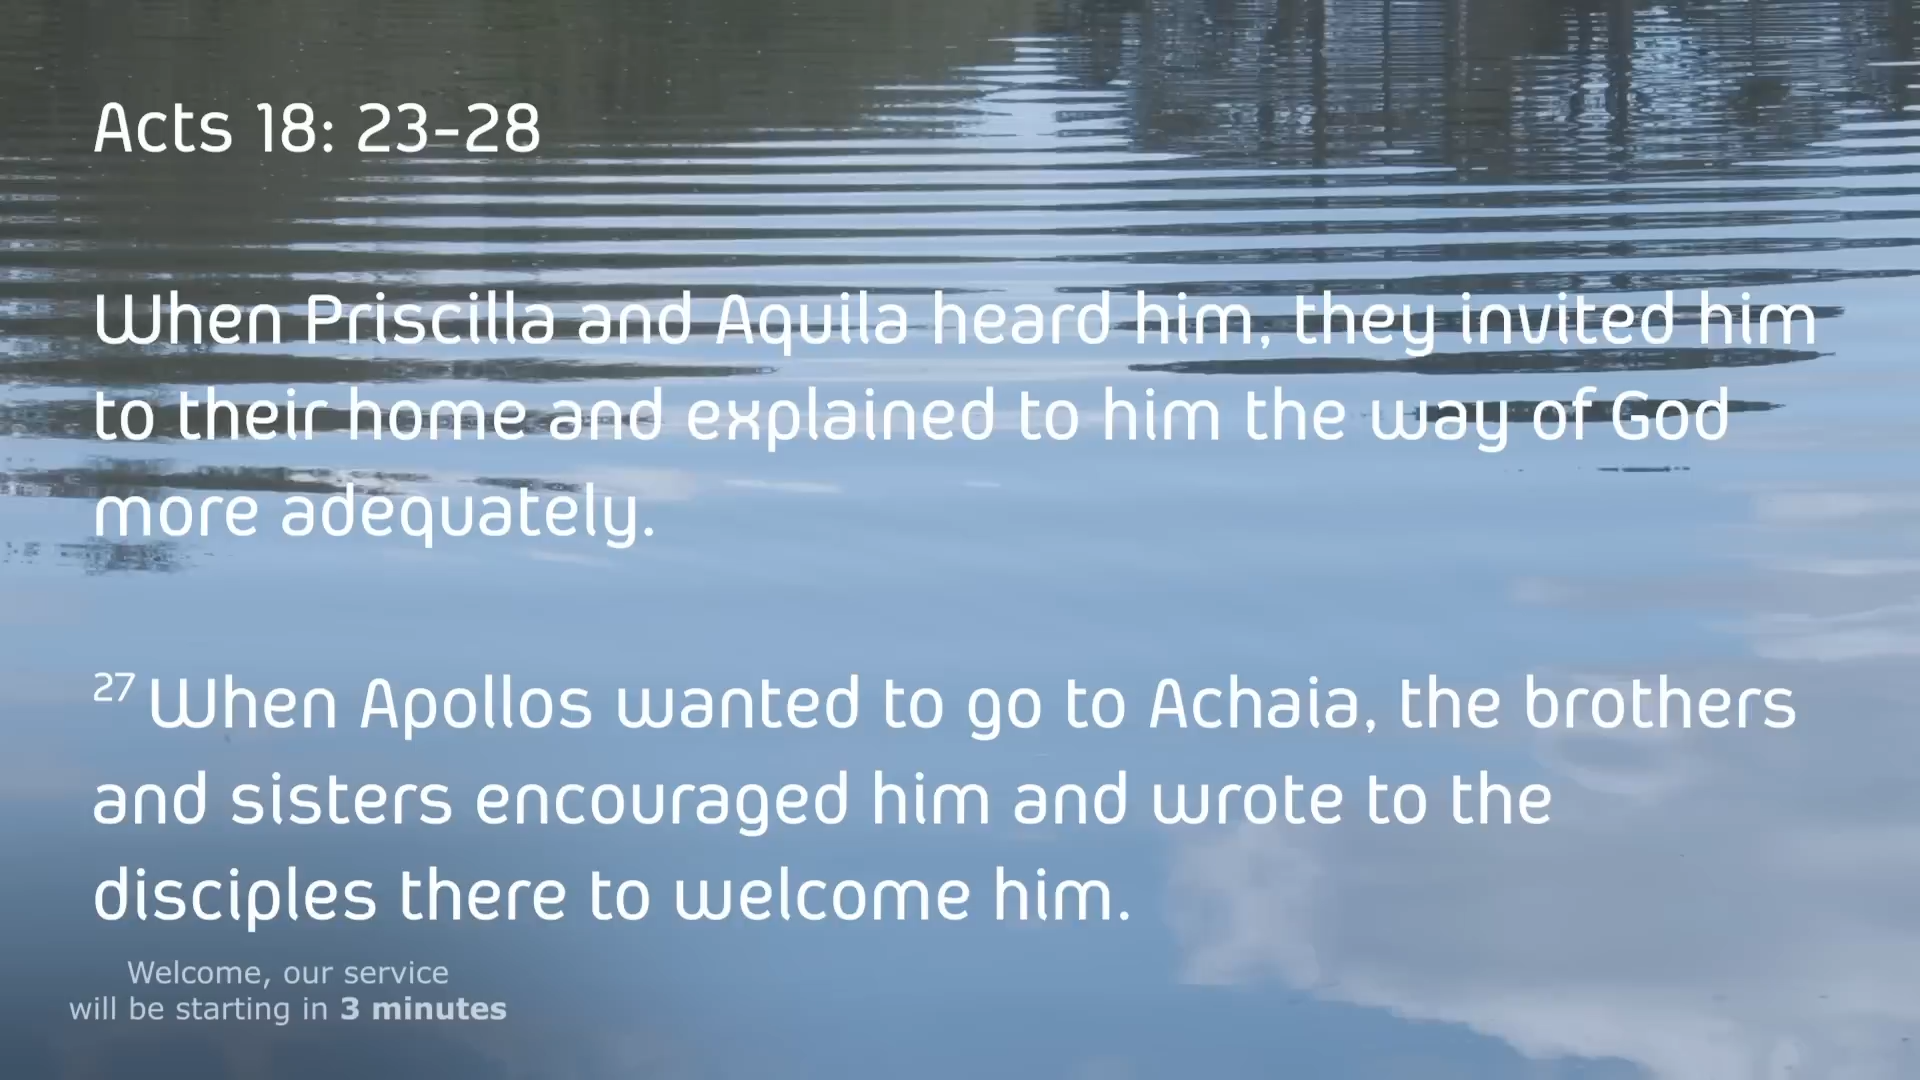 Acts 18: 23-28
When Priscilla and Aquila heard him, they invited him
to their home and explained to him the way of God
more adequately.
27 When Apollos wanted to go to Achaia, the brothers
and sisters encouraged him and wrote to the
disciples there to welcome him.
Welcome, our service
will be starting in 3 minutes